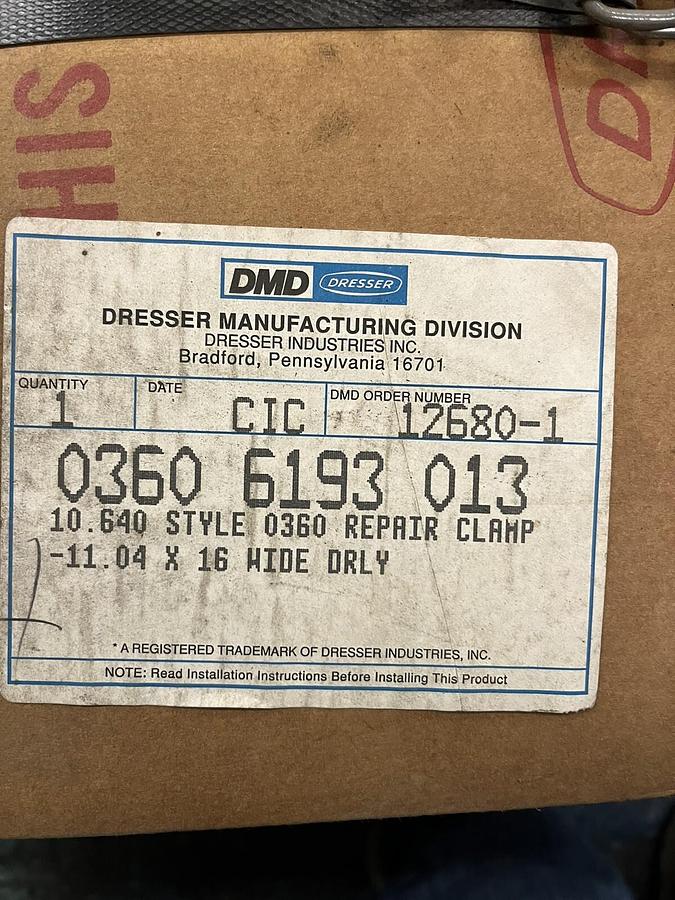 HIS
DR
DMD DRESSER
DRESSER MANUFACTURING DIVISION
DRESSER INDUSTRIES INC.
Bradford, Pennsylvania 16701
QUANTITY DATE DMD ORDER NUMBER
1 CIC 12680-1
0360 6193 013
10.640 STYLE 0360 REPAIR CLAMP
-11.04 X 16 WIDE DRLY
* A REGISTERED TRADEMARK OF DRESSER INDUSTRIES, INC.
NOTE: Read Installation Instructions Before Installing This Product